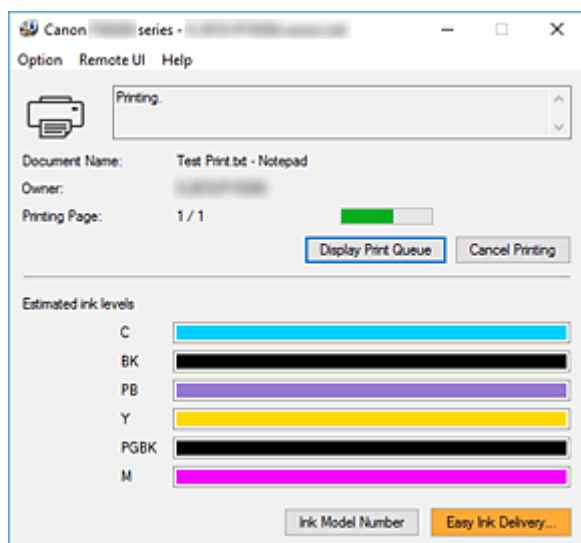 Canon series -
Option Remote UI Help
Printing.
Document Name: Test Print.txt - Notepad
Owner:
Printing Page: 1 / 1
Display Print Queue Cancel Printing
Estimated ink levels
C
BK
PB
Y
PGBK
M
Ink Model Number Easy Ink Delivery...